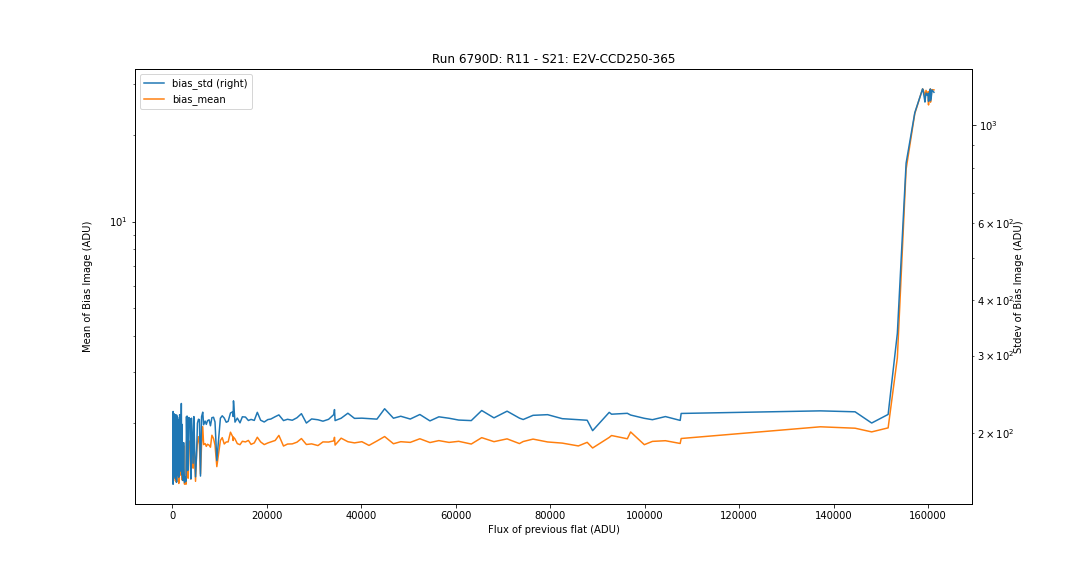 Run 6790D: R11 - S21: E2V-CCD250-365
bias_std (right)
bias_mean
10¹
Mean of Bias Image (ADU)
10³
6 × 10²
4 × 10²
3 × 10²
2 × 10²
Stdev of Bias Image (ADU)
0 20000 40000 60000 80000 100000 120000 140000 160000
Flux of previous flat (ADU)